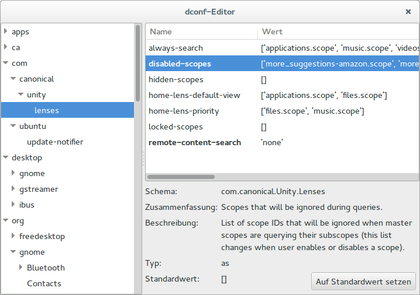 dconf-Editor
apps
ca
com
canonical
unity
lenses
ubuntu
update-notifier
desktop
gnome
gstreamer
ibus
org
freedesktop
gnome
Bluetooth
Contacts
Name Wert
always-search ['applications.scope', 'music.scope', 'videos
disabled-scopes ['more_suggestions-amazon.scope', 'more
hidden-scopes []
home-lens-default-view ['applications.scope', 'files.scope']
home-lens-priority ['files.scope', 'music.scope']
locked-scopes []
remote-content-search 'none'
Schema: com.canonical.Unity.Lenses
Zusammenfassung: Scopes that will be ignored during queries.
Beschreibung: List of scope IDs that will be ignored when master
scopes are querying their subscopes (this list
changes when user enables or disables a scope).
Typ: as
Standardwert: []
Auf Standardwert setzen